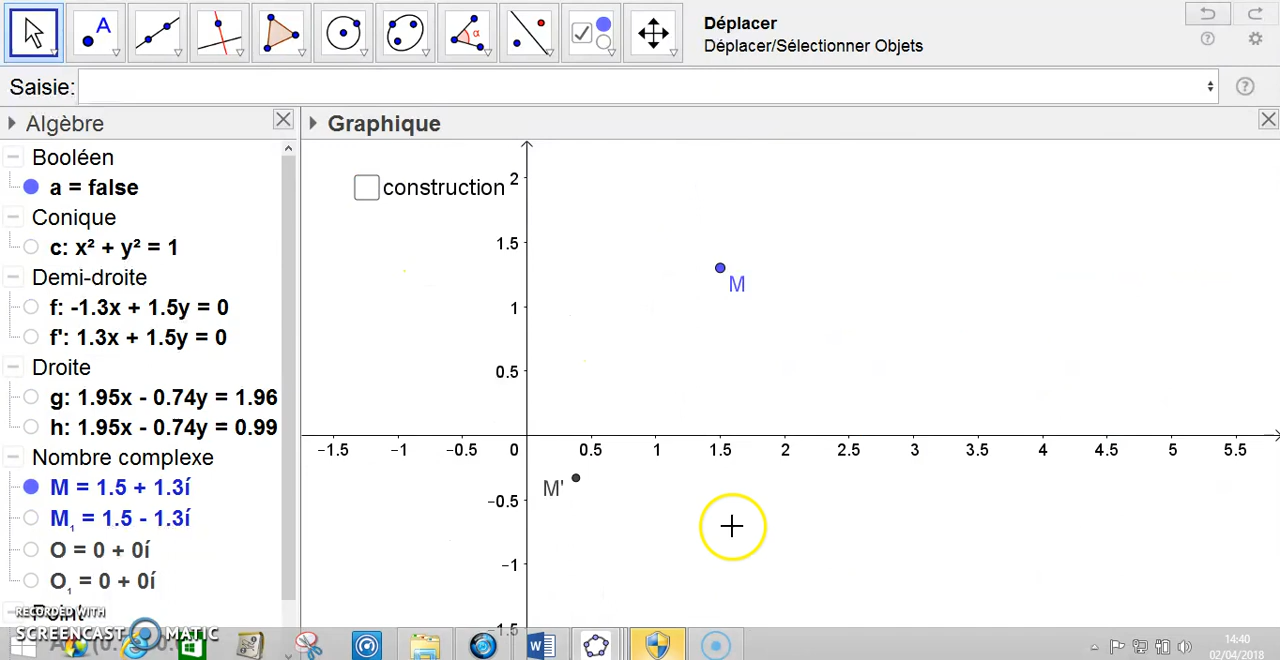 A
α
Déplacer
Déplacer/Sélectionner Objets
Saisie:
Algèbre
Graphique
Booléen
a = false
Conique
c: x² + y² = 1
Demi-droite
f: -1.3x + 1.5y = 0
f': 1.3x + 1.5y = 0
Droite
g: 1.95x - 0.74y = 1.96
h: 1.95x - 0.74y = 0.99
Nombre complexe
M = 1.5 + 1.3í
M₁ = 1.5 - 1.3í
O = 0 + 0í
O₁ = 0 + 0í
Point
construction
2
1.5
1
0.5
−1.5 −1 −0.5 0 0.5 1 1.5 2 2.5 3 3.5 4 4.5 5 5.5
−0.5
−1
−1.5
M
M'
RECORDED WITH
SCREENCAST MATIC
14:40
02/04/2018